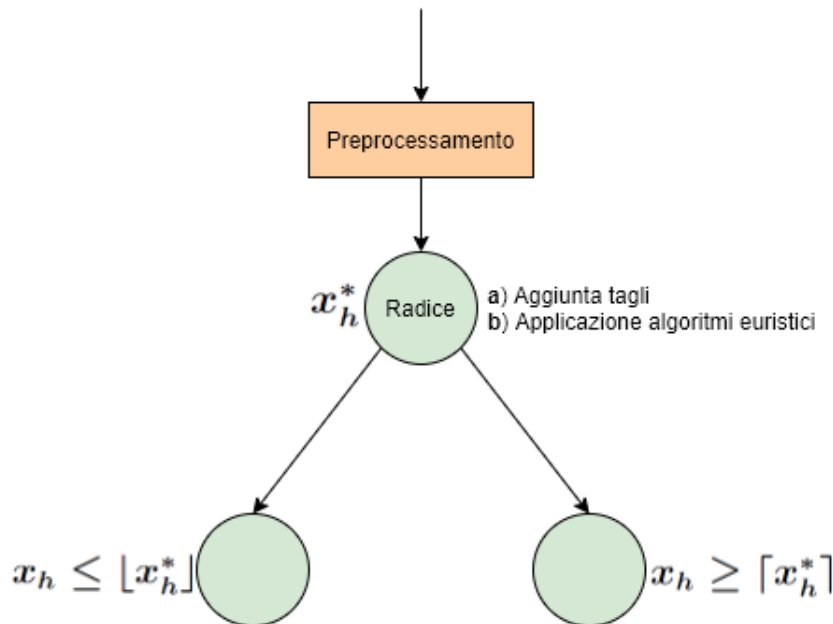 Preprocessamento
x_h^*
Radice
a) Aggiunta tagli
b) Applicazione algoritmi euristici
x_h ≤ ⌊x_h^*⌋
x_h ≥ ⌈x_h^*⌉